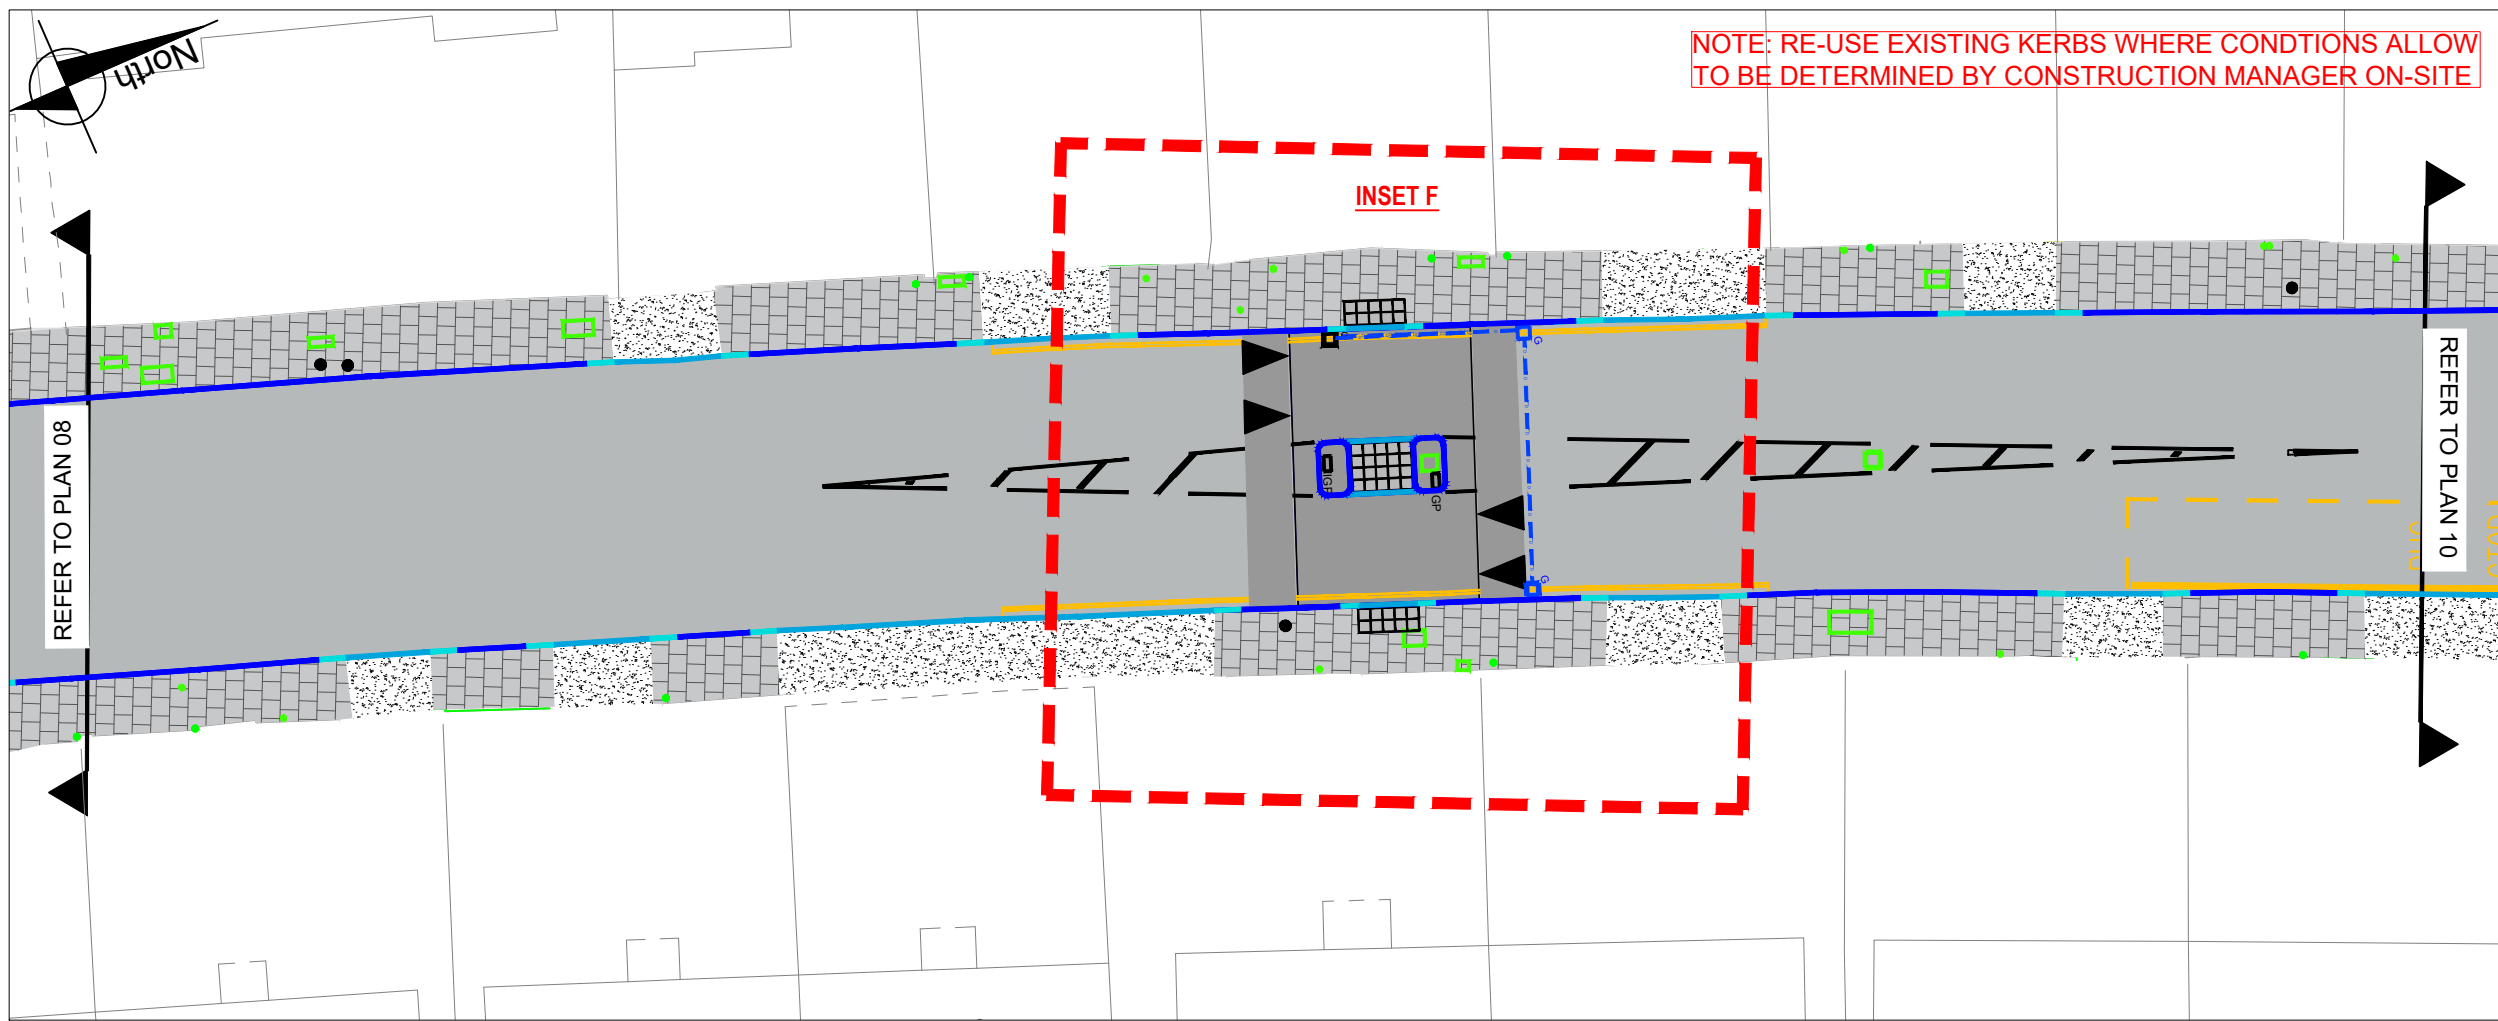 North
NOTE: RE-USE EXISTING KERBS WHERE CONDTIONS ALLOW
TO BE DETERMINED BY CONSTRUCTION MANAGER ON-SITE
INSET F
REFER TO PLAN 08
REFER TO PLAN 10
G
G
IGP
GP